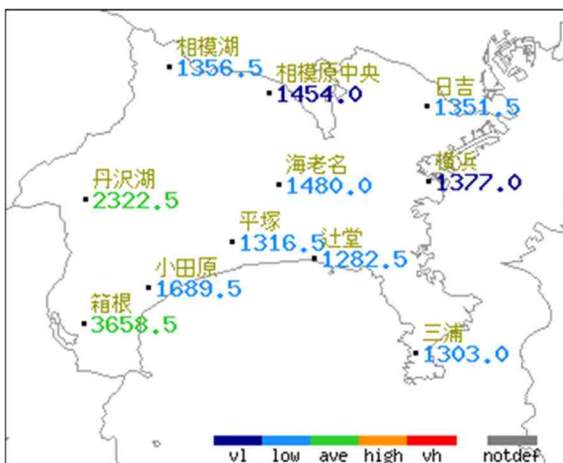 相模湖
1356.5
相模原中央
1454.0
日吉
1351.5
丹沢湖
2322.5
海老名
1480.0
横浜
1377.0
平塚
1316.5
辻堂
1282.5
小田原
1689.5
箱根
3658.5
三浦
1303.0
vl low ave high vh notdef